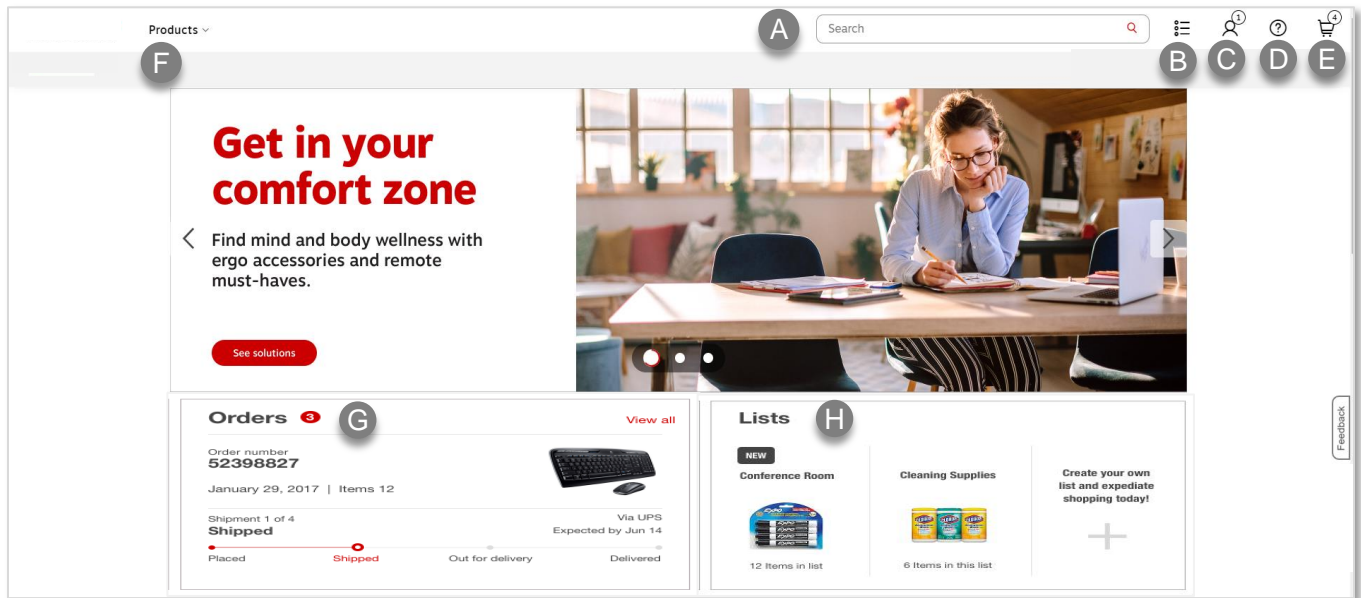 Products
A
Search
1
4
B
C
D
E
F
Get in your
comfort zone
Find mind and body wellness with
ergo accessories and remote
must-haves.
See solutions
Feedback
Orders 3
G
View all
Order number
52398827
January 29, 2017 | Items 12
Shipment 1 of 4
Shipped
Via UPS
Expected by Jun 14
Placed
Shipped
Out for delivery
Delivered
Lists
H
NEW
Conference Room
EXPO
12 Items in list
Cleaning Supplies
6 Items in this list
Create your own
list and expediate
shopping today!